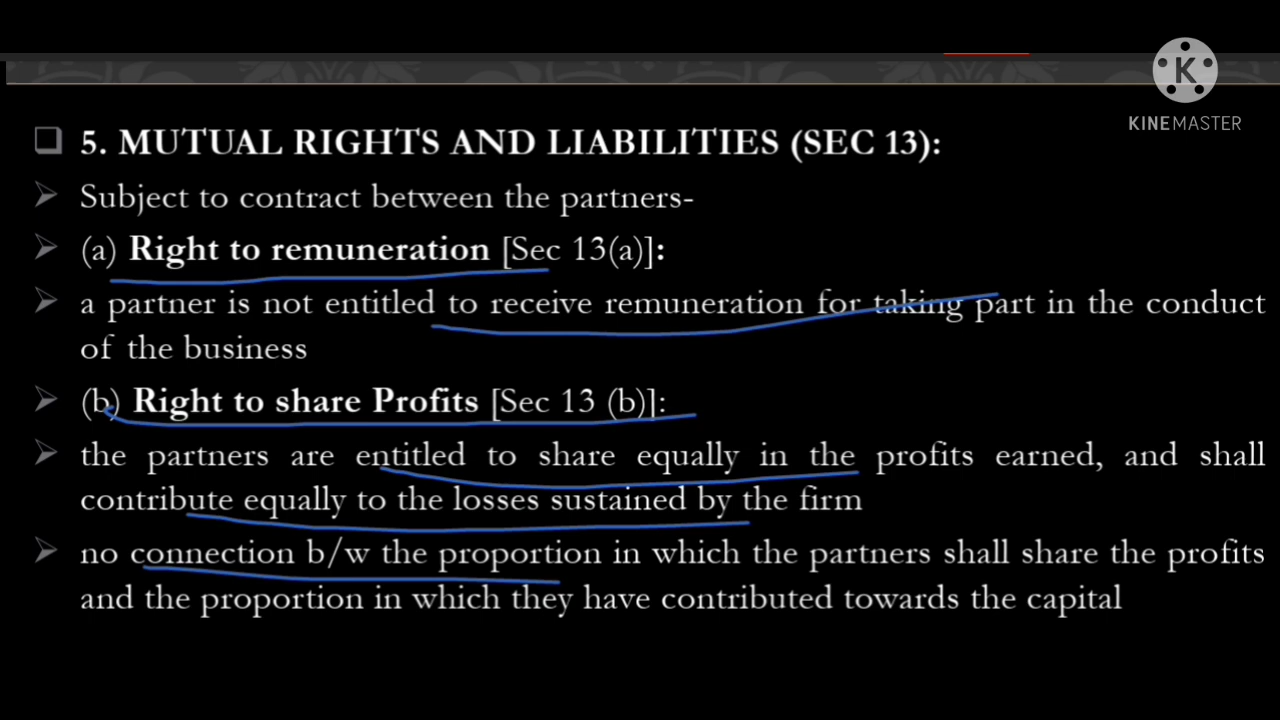 K
KINEMASTER
5. MUTUAL RIGHTS AND LIABILITIES (SEC 13):
Subject to contract between the partners-
(a) Right to remuneration [Sec 13(a)]:
a partner is not entitled to receive remuneration for taking part in the conduct
of the business
(b) Right to share Profits [Sec 13 (b)]:
the partners are entitled to share equally in the profits earned, and shall
contribute equally to the losses sustained by the firm
no connection b/w the proportion in which the partners shall share the profits
and the proportion in which they have contributed towards the capital